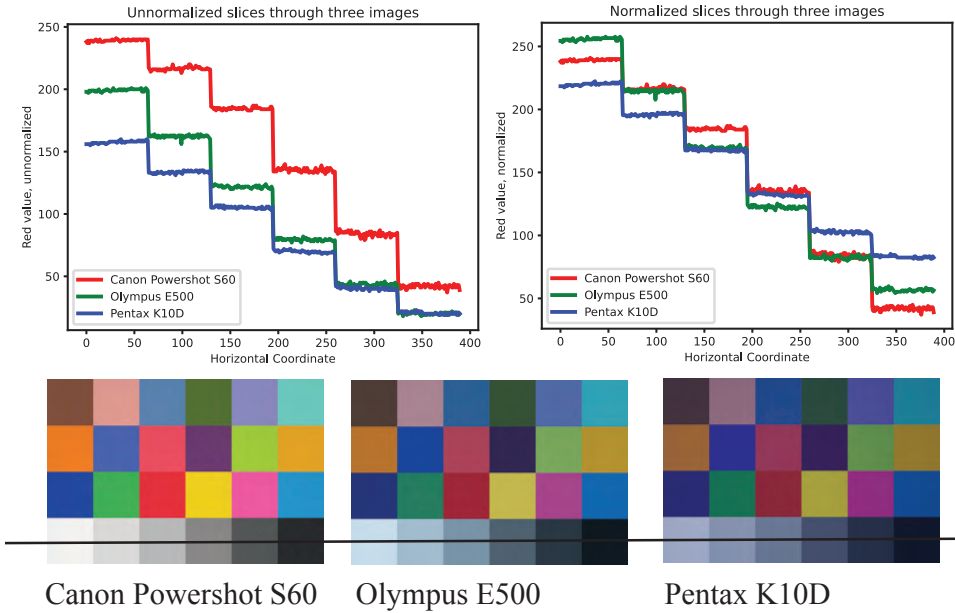 Unnormalized slices through three images
Red value, unnormalized
250
200
150
100
50
Canon Powershot S60
Olympus E500
Pentax K10D
0 50 100 150 200 250 300 350 400
Horizontal Coordinate
Normalized slices through three images
Red value, normalized
250
200
150
100
50
Canon Powershot S60
Olympus E500
Pentax K10D
0 50 100 150 200 250 300 350 400
Horizontal Coordinate
Canon Powershot S60
Olympus E500
Pentax K10D